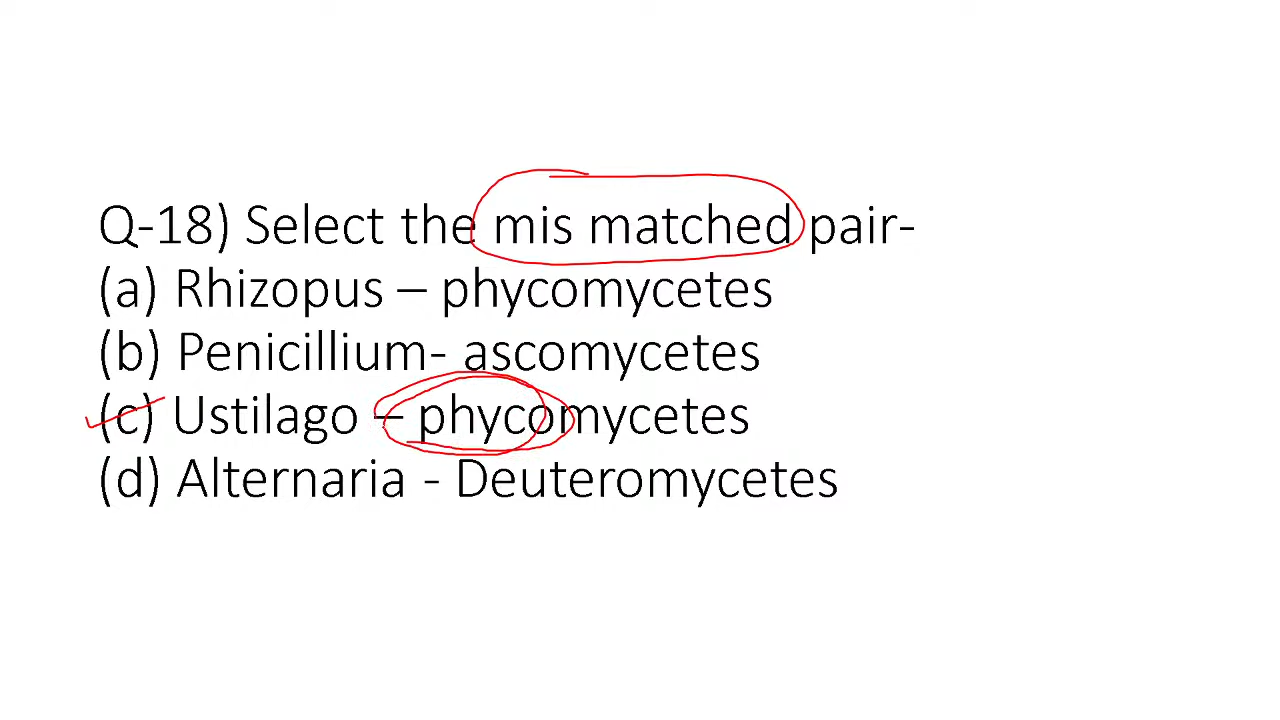 Q-18) Select the mis matched pair-
(a) Rhizopus – phycomycetes
(b) Penicillium- ascomycetes
(c) Ustilago – phycomycetes
(d) Alternaria - Deuteromycetes